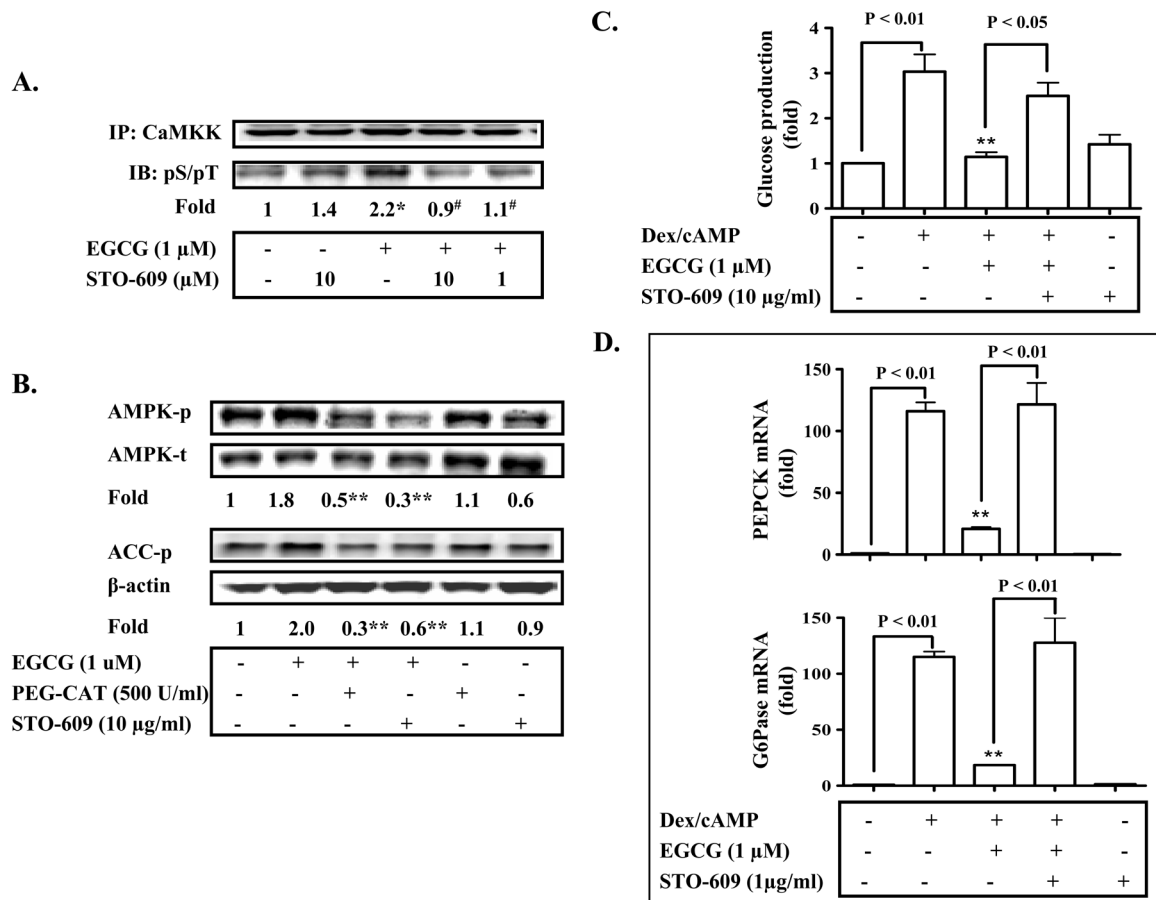 A.
IP: CaMKK
IB: pS/pT
Fold 1 1.4 2.2* 0.9# 1.1#
EGCG (1 μM) - - + + +
STO-609 (μM) - 10 - 10 1
B.
AMPK-p
AMPK-t
Fold 1 1.8 0.5** 0.3** 1.1 0.6
ACC-p
β-actin
Fold 1 2.0 0.3** 0.6** 1.1 0.9
EGCG (1 uM) - + + + - -
PEG-CAT (500 U/ml) - - + - + -
STO-609 (10 μg/ml) - - - + - +
C.
P < 0.01
P < 0.05
Glucose production
(fold)
4
3
2
1
0
**
Dex/cAMP - + + + -
EGCG (1 μM) - - + + -
STO-609 (10 μg/ml) - - - + +
D.
P < 0.01
P < 0.01
PEPCK mRNA
(fold)
150
100
50
0
**
P < 0.01
P < 0.01
G6Pase mRNA
(fold)
150
100
50
0
**
Dex/cAMP - + + + -
EGCG (1 μM) - - + + -
STO-609 (1μg/ml) - - - + +